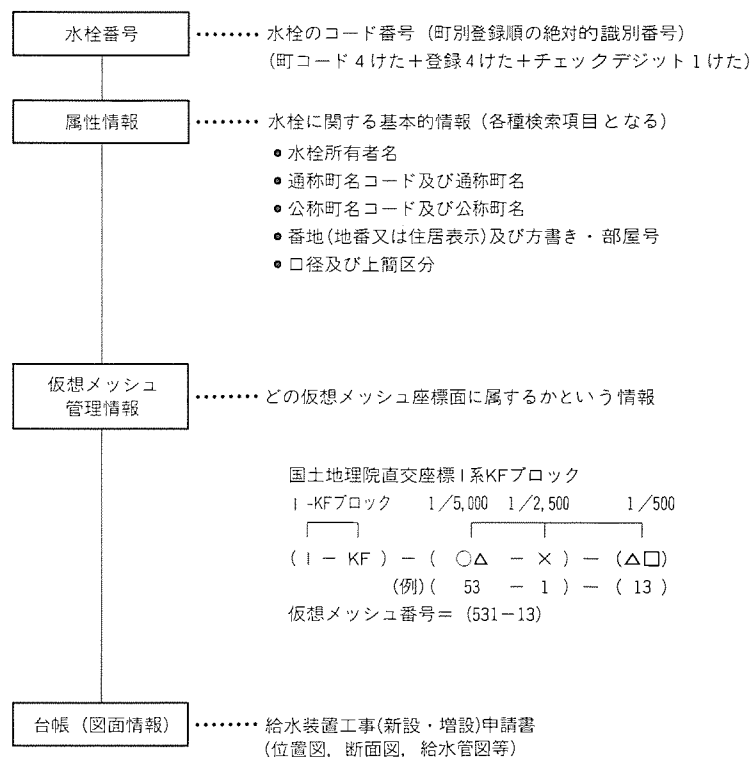 水栓番号 ········ 水栓のコード番号（町別登録順の絶対的識別番号）
（町コード4けた＋登録4けた＋チェックデジット1けた）
属性情報 ········ 水栓に関する基本的情報（各種検索項目となる）
●水栓所有者名
●通称町名コード及び通称町名
●公称町名コード及び公称町名
●番地(地番又は住居表示)及び方書き・部屋号
●口径及び上簡区分
仮想メッシュ
管理情報 ········ どの仮想メッシュ座標面に属するかという情報
国土地理院直交座標Ⅰ系KFブロック
Ⅰ-KFブロック 1／5,000 1／2,500 1／500
(Ⅰ－KF)－(○△－×)－(△□)
(例)(53－1)－(13)
仮想メッシュ番号＝(531−13)
台帳（図面情報） ········ 給水装置工事(新設・増設)申請書
(位置図，断面図，給水管図等)